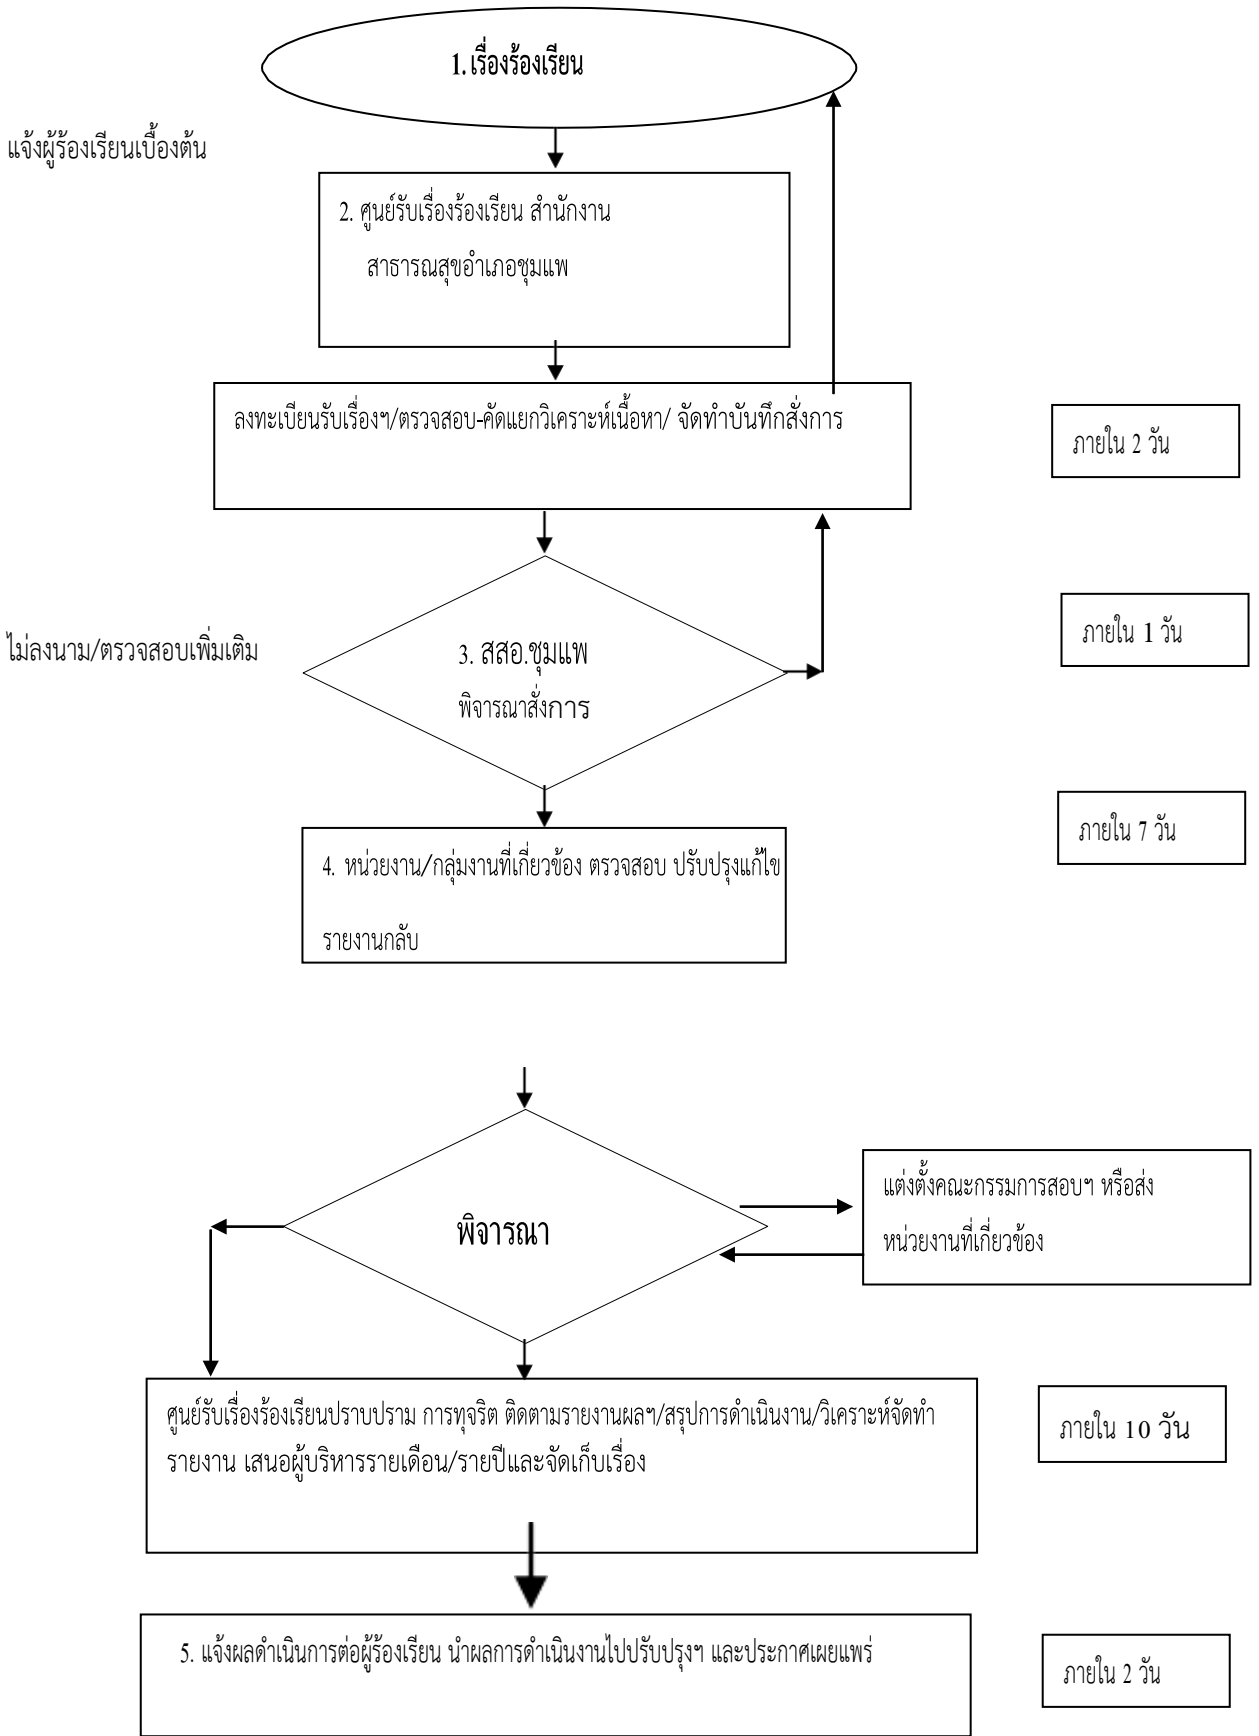 1. เรื่องร้องเรียน
แจ้งผู้ร้องเรียนเบื้องต้น
2. ศูนย์รับเรื่องร้องเรียน สำนักงาน
สาธารณสุขอำเภอชุมแพ
ลงทะเบียนรับเรื่องฯ/ตรวจสอบ-คัดแยกวิเคราะห์เนื้อหา/ จัดทำบันทึกสั่งการ
ภายใน 2 วัน
ภายใน 1 วัน
ไม่ลงนาม/ตรวจสอบเพิ่มเติม
3. สสอ.ชุมแพ
พิจารณาสั่งการ
ภายใน 7 วัน
4. หน่วยงาน/กลุ่มงานที่เกี่ยวข้อง ตรวจสอบ ปรับปรุงแก้ไข
รายงานกลับ
พิจารณา
แต่งตั้งคณะกรรมการสอบฯ หรือส่ง
หน่วยงานที่เกี่ยวข้อง
ศูนย์รับเรื่องร้องเรียนปราบปราม การทุจริต ติดตามรายงานผลฯ/สรุปการดำเนินงาน/วิเคราะห์จัดทำ
รายงาน เสนอผู้บริหารรายเดือน/รายปีและจัดเก็บเรื่อง
ภายใน 10 วัน
5. แจ้งผลดำเนินการต่อผู้ร้องเรียน นำผลการดำเนินงานไปปรับปรุงฯ และประกาศเผยแพร่
ภายใน 2 วัน